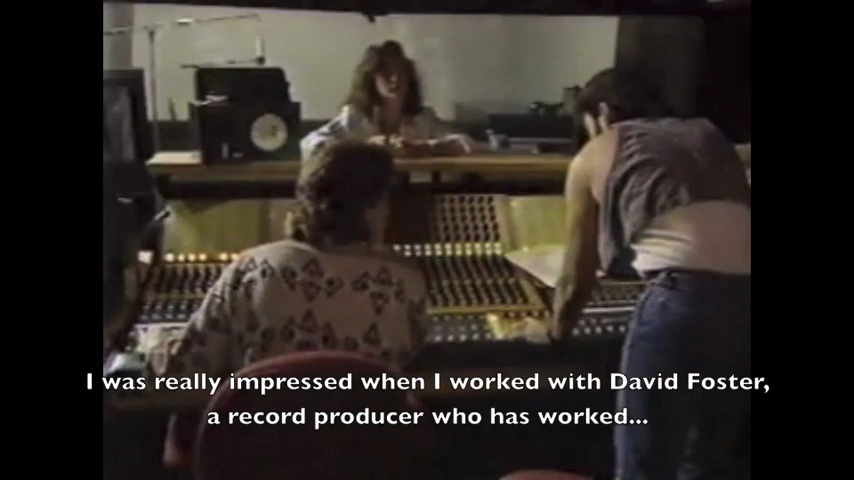 I was really impressed when I worked with David Foster,
a record producer who has worked...